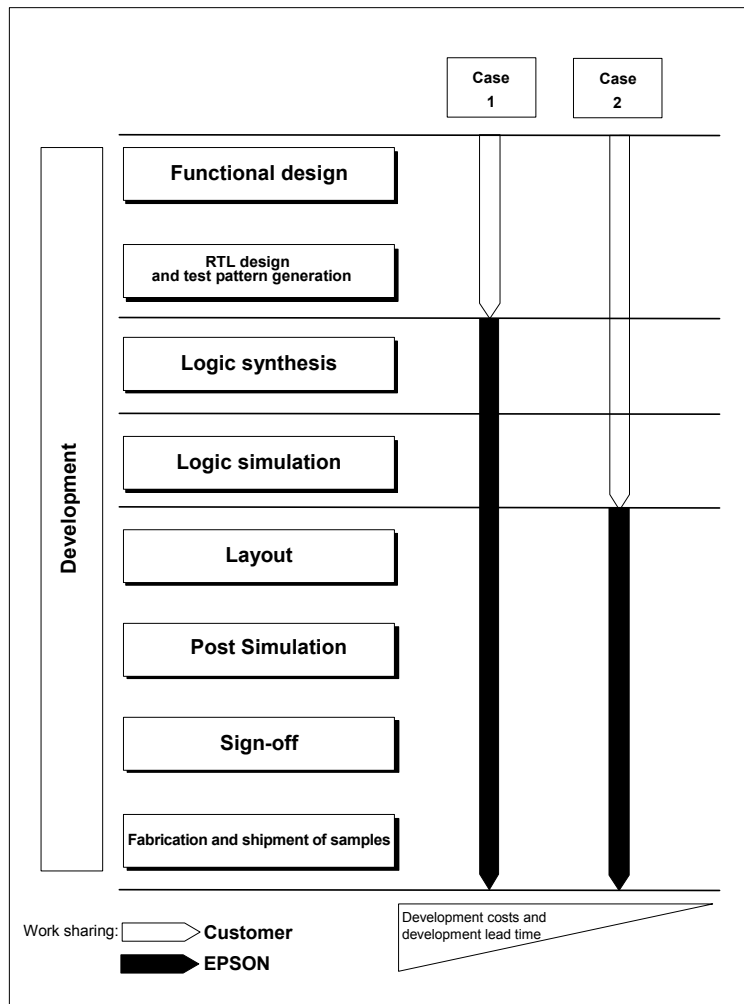 Case
1
Case
2
Development
Functional design
RTL design
and test pattern generation
Logic synthesis
Logic simulation
Layout
Post Simulation
Sign-off
Fabrication and shipment of samples
Work sharing:
Customer
EPSON
Development costs and
development lead time